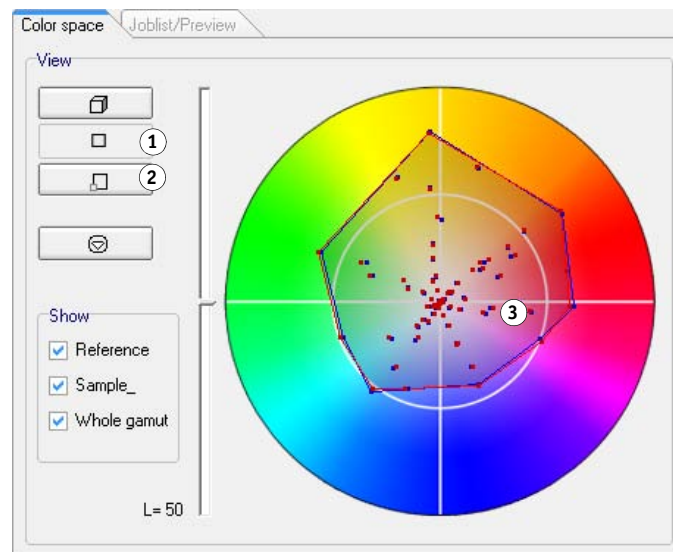 Color space
Joblist/Preview
View
1
2
3
Show
Reference
Sample_
Whole gamut
L= 50